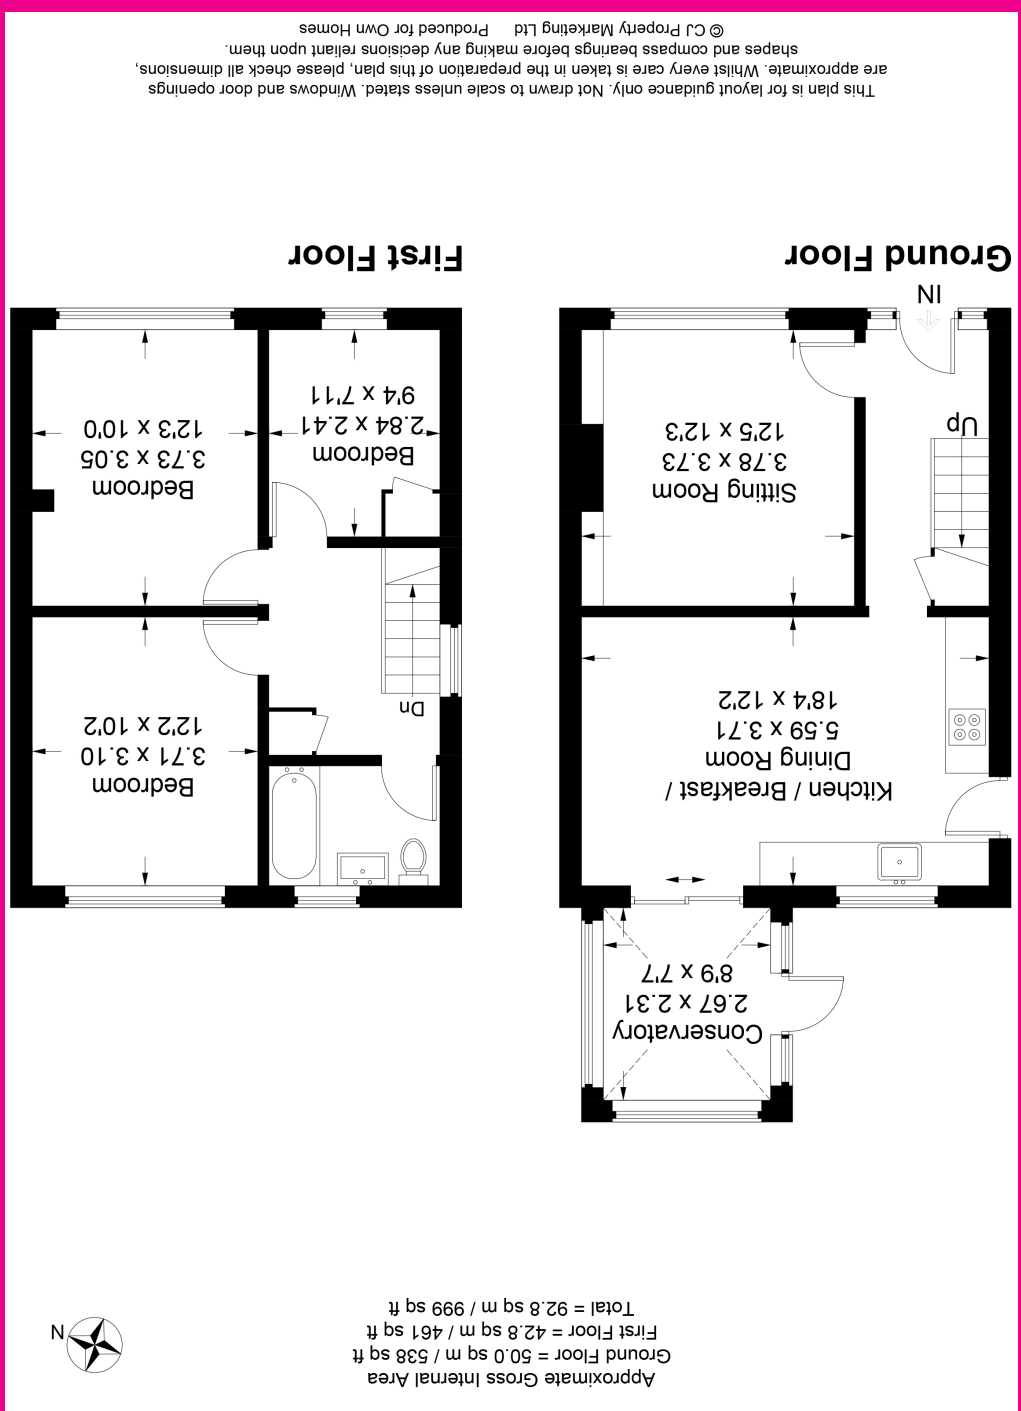 Approximate Gross Internal Area
Ground Floor = 50.0 sq m / 538 sq ft
First Floor = 42.8 sq m / 461 sq ft
Total = 92.8 sq m / 999 sq ft
N
Conservatory
2.67 x 2.31
8'9 x 7'7
Kitchen / Breakfast /
Dining Room
5.59 x 3.71
18'4 x 12'2
Sitting Room
3.78 x 3.73
12'5 x 12'3
Up
IN
Ground Floor
Bedroom
3.71 x 3.10
12'2 x 10'2
Dn
Bedroom
3.73 x 3.05
12'3 x 10'0
Bedroom
2.84 x 2.41
9'4 x 7'11
First Floor
This plan is for layout guidance only. Not drawn to scale unless stated. Windows and door openings
are approximate. Whilst every care is taken in the preparation of this plan, please check all dimensions,
shapes and compass bearings before making any decisions reliant upon them.
© CJ Property Marketing Ltd Produced for Own Homes